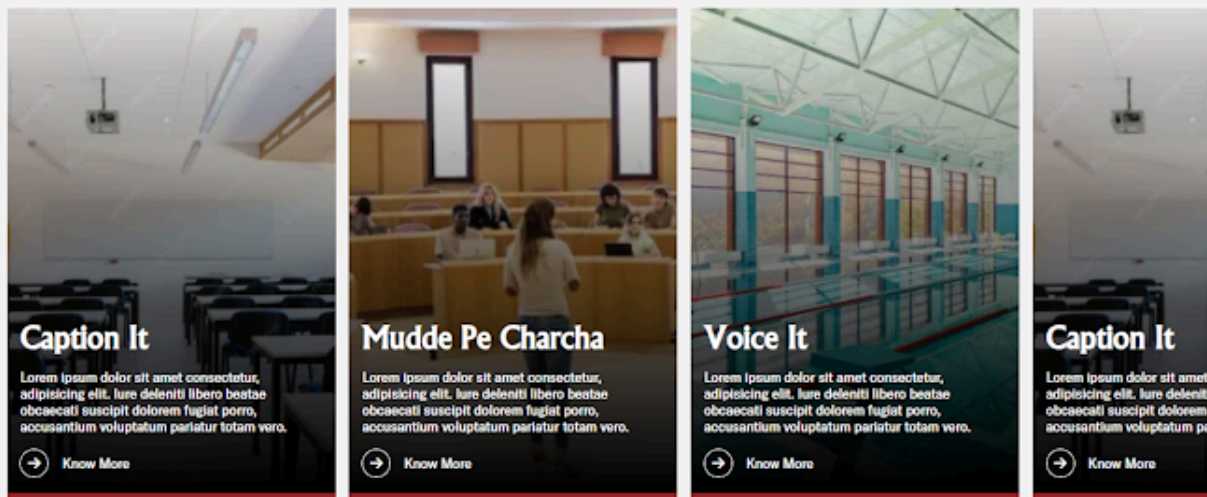 Caption It
Lorem ipsum dolor sit amet consectetur,
adipisicing elit. Iure deleniti libero beatae
obcaecati suscipit dolorem fugiat porro,
accusantium voluptatum pariatur totam vero.
Know More
Mudde Pe Charcha
Lorem ipsum dolor sit amet consectetur,
adipisicing elit. Iure deleniti libero beatae
obcaecati suscipit dolorem fugiat porro,
accusantium voluptatum pariatur totam vero.
Know More
Voice It
Lorem ipsum dolor sit amet consectetur,
adipisicing elit. Iure deleniti libero beatae
obcaecati suscipit dolorem fugiat porro,
accusantium voluptatum pariatur totam vero.
Know More
Caption It
Lorem ipsum dolor sit amet
adipisicing elit. Iure deleniti
obcaecati suscipit dolorem
accusantium voluptatum pa
Know More